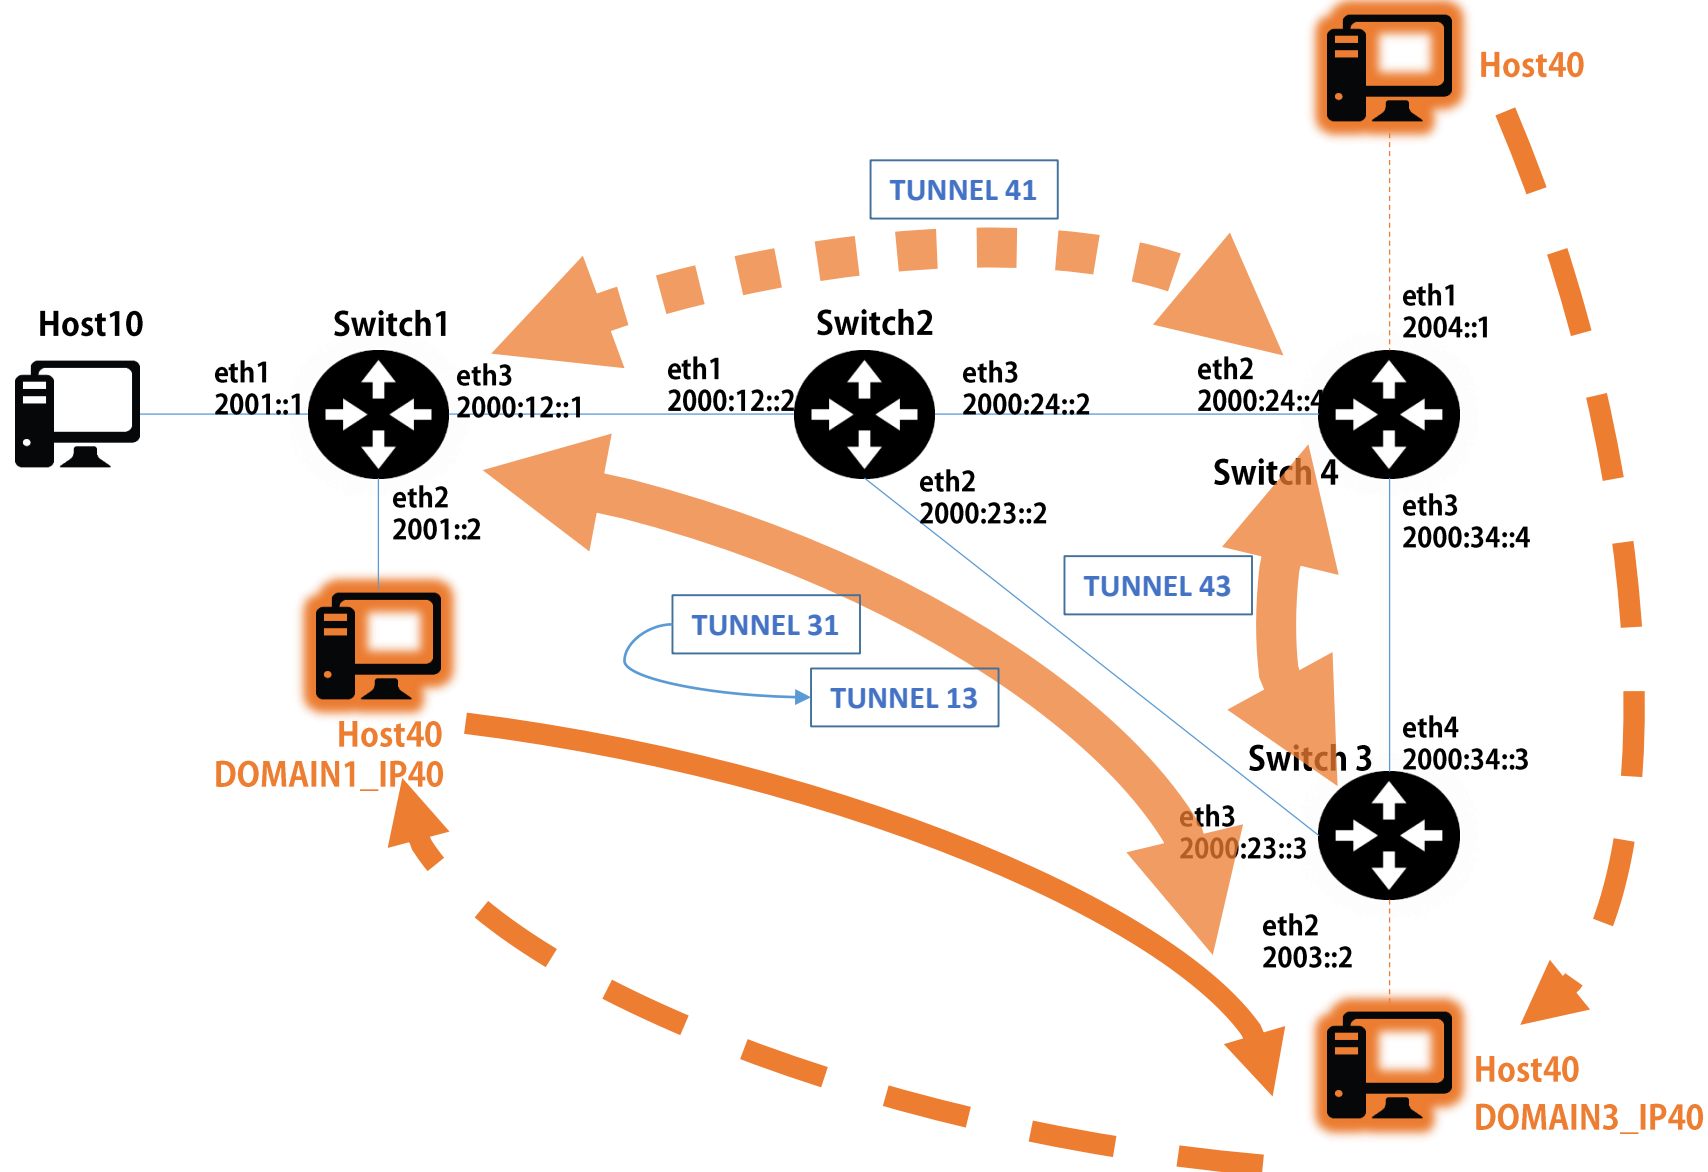 Host40
TUNNEL 41
Host10
Switch1
Switch2
eth1
2004::1
eth1
2001::1
eth3
2000:12::1
eth1
2000:12::2
eth3
2000:24::2
eth2
2000:24::4
Switch 4
eth2
2001::2
eth2
2000:23::2
eth3
2000:34::4
TUNNEL 43
TUNNEL 31
TUNNEL 13
Host40
DOMAIN1_IP40
Switch 3
eth4
2000:34::3
eth3
2000:23::3
eth2
2003::2
Host40
DOMAIN3_IP40